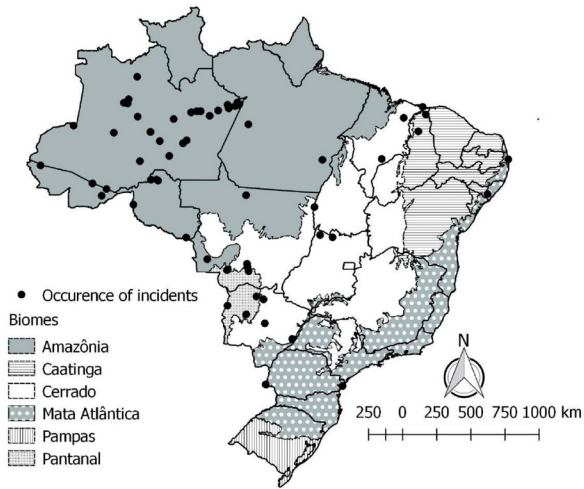 Occurence of incidents
Biomes
Amazônia
Caatinga
Cerrado
Mata Atlântica
Pampas
Pantanal
N
250 0 250 500 750 1000 km